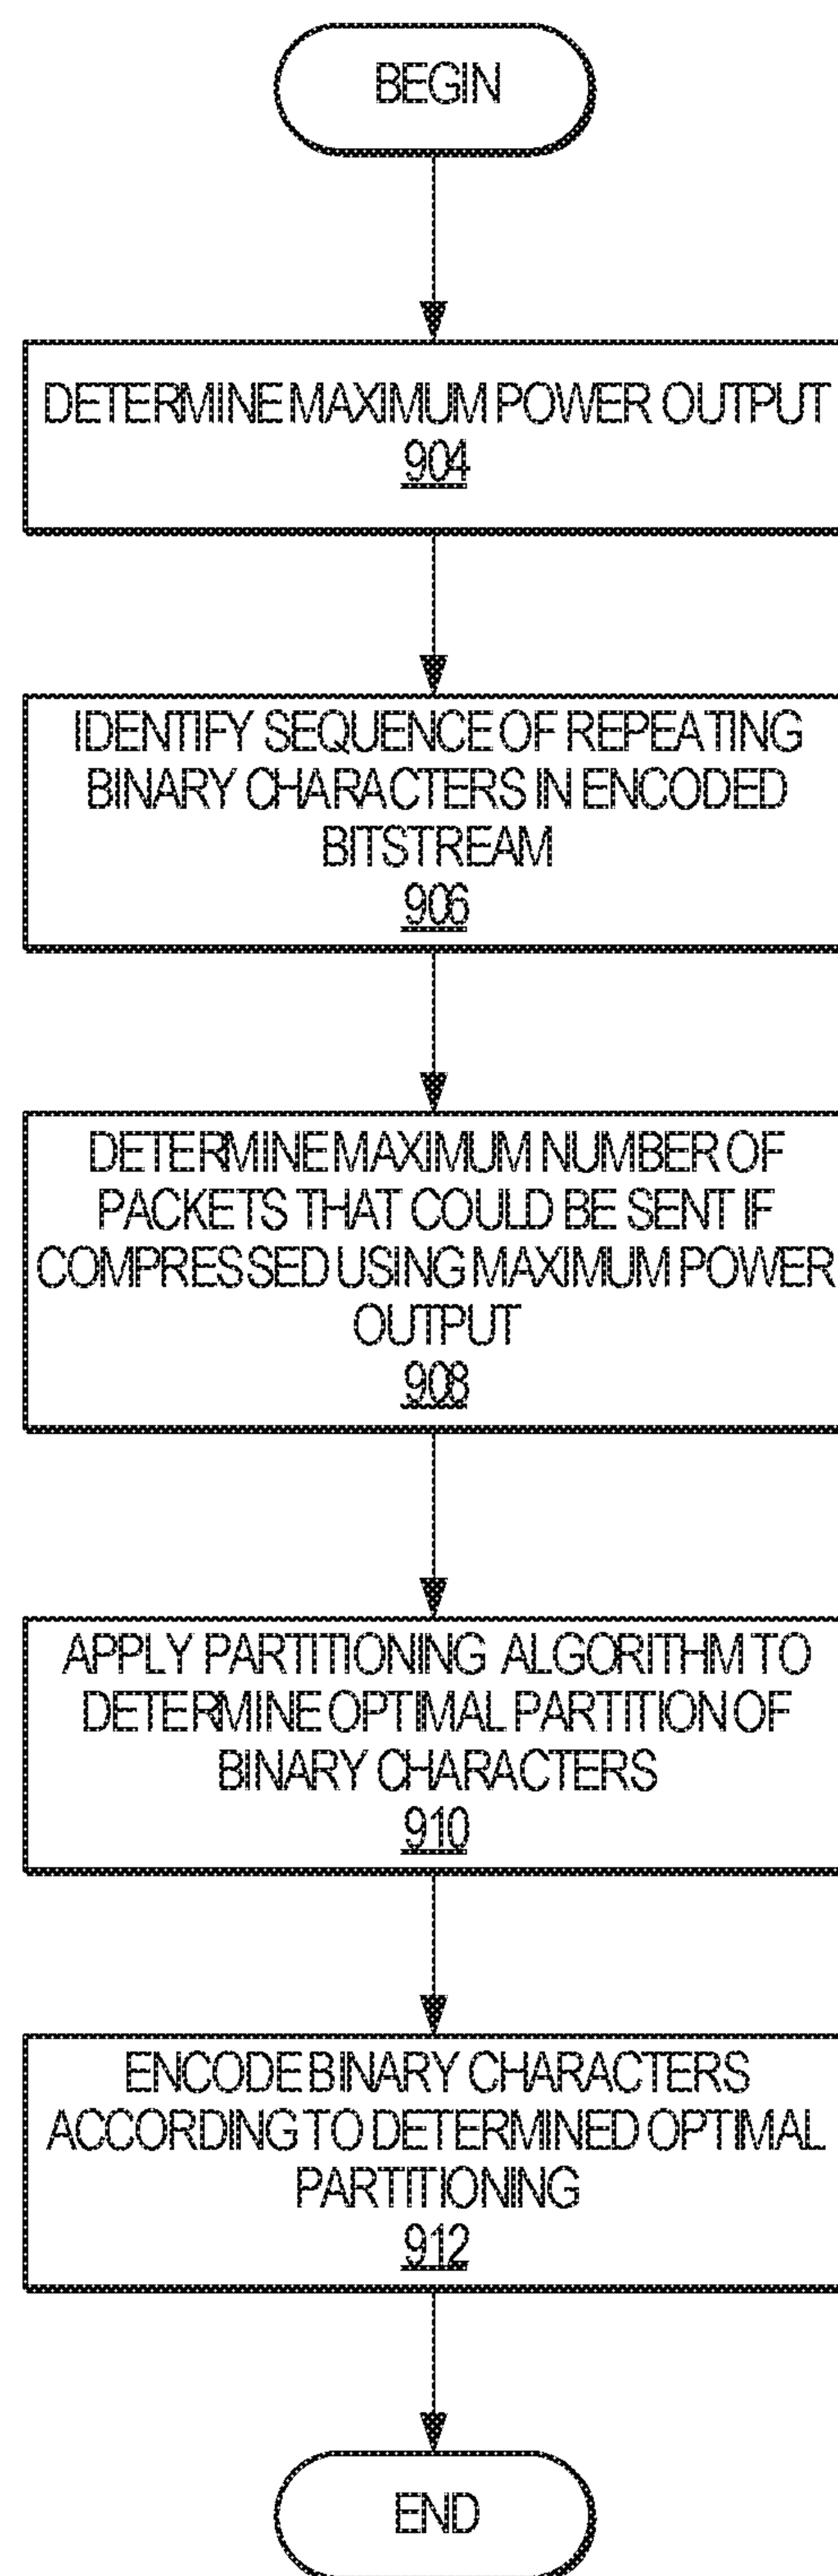 BEGIN
DETERMINE MAXIMUM POWER OUTPUT
904
IDENTIFY SEQUENCE OF REPEATING
BINARY CHARACTERS IN ENCODED
BITSTREAM
906
DETERMINE MAXIMUM NUMBER OF
PACKETS THAT COULD BE SENT IF
COMPRESSED USING MAXIMUM POWER
OUTPUT
908
APPLY PARTITIONING ALGORITHM TO
DETERMINE OPTIMAL PARTITION OF
BINARY CHARACTERS
910
ENCODE BINARY CHARACTERS
ACCORDING TO DETERMINED OPTIMAL
PARTITIONING
912
END